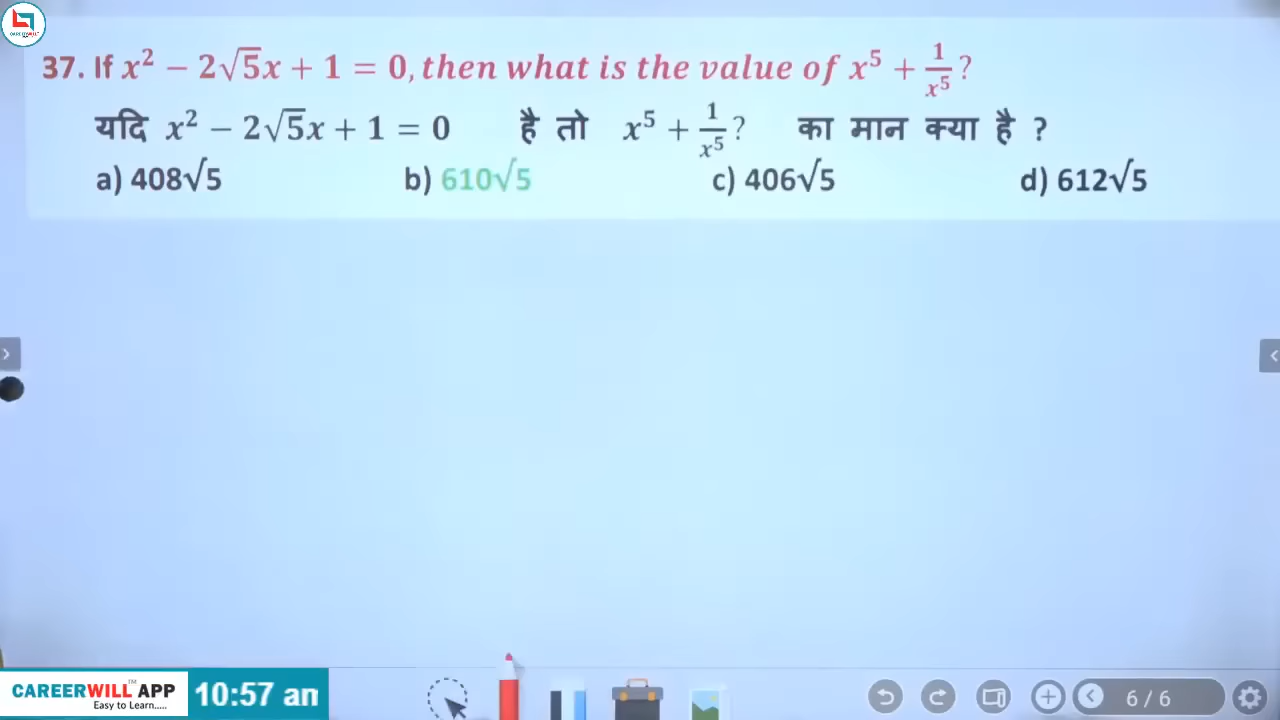 CAREERWILL
37. If x² − 2√5x + 1 = 0, then what is the value of x⁵ + 1/x⁵?
यदि x² − 2√5x + 1 = 0 है तो x⁵ + 1/x⁵? का मान क्या है ?
a) 408√5 b) 610√5 c) 406√5 d) 612√5
CAREERWILL™ APP 10:57 am
Easy to Learn.....
6 / 6